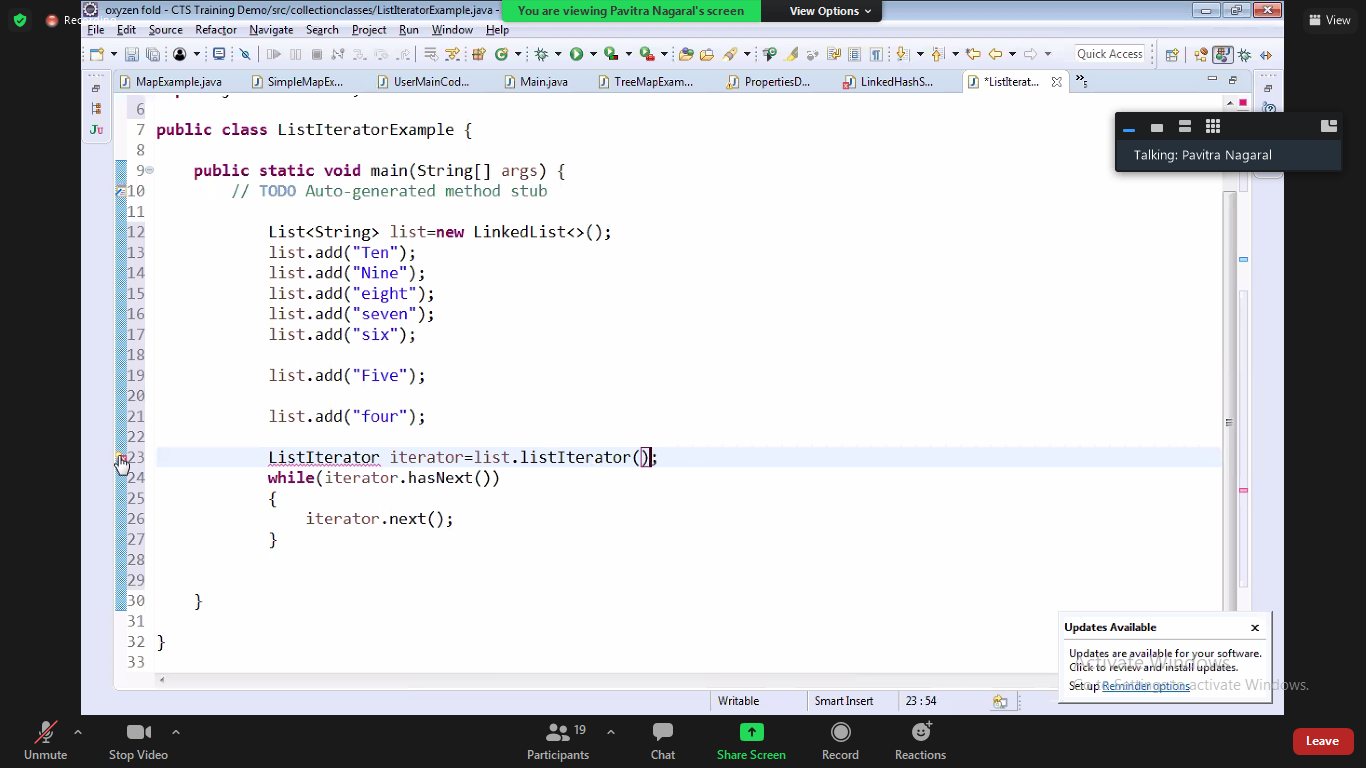 Recording
oxyzen fold - CTS Training Demo/src/collectionclasses/ListIteratorExample.java -
You are viewing Pavitra Nagaral's screen
View Options
View
File Edit Source Refactor Navigate Search Project Run Window Help
Quick Access
MapExample.java SimpleMapEx... UserMainCod... Main.java TreeMapExam... PropertiesD... LinkedHashS... *ListIterat... »5
Talking: Pavitra Nagaral
6
7 public class ListIteratorExample {
8
9 public static void main(String[] args) {
10 // TODO Auto-generated method stub
11
12 List<String> list=new LinkedList<>();
13 list.add("Ten");
14 list.add("Nine");
15 list.add("eight");
16 list.add("seven");
17 list.add("six");
18
19 list.add("Five");
20
21 list.add("four");
22
23 ListIterator iterator=list.listIterator();
24 while(iterator.hasNext())
25 {
26 iterator.next();
27 }
28
29
30 }
31
32 }
33
Updates Available
Updates are available for your software.
Click to review and install updates.
Set up Reminder options
Activate Windows
Go to Settings to activate Windows.
Writable Smart Insert 23 : 54
Unmute Stop Video Participants 19 Chat Share Screen Record Reactions Leave